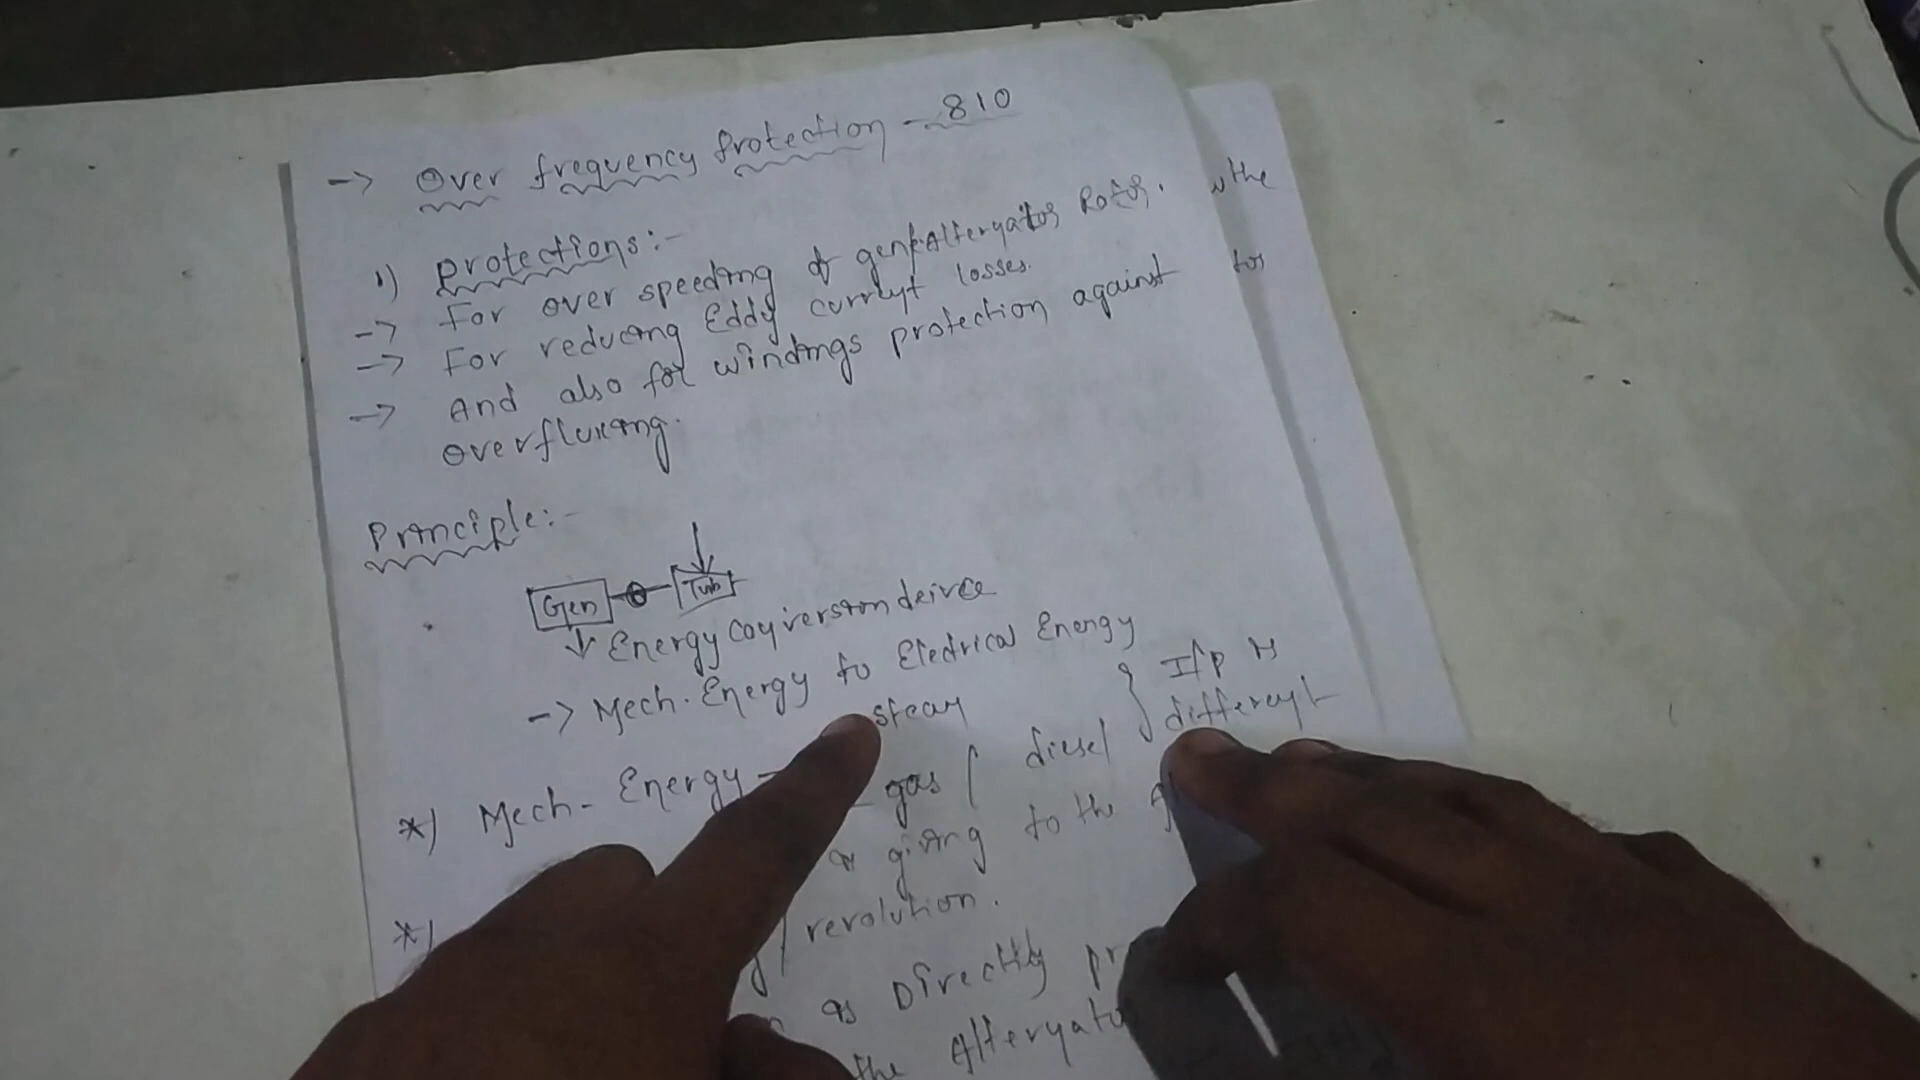 -> Over frequency Protection - 810
1) Protections:-
-> For over speeding of gen/Alternator Rotor.
-> For reducing Eddy current losses.
-> And also for windings protection against
overfluxing.
the
for
Principle:-
Gen Turb
Energy conversion deivce
-> Mech. Energy to Electrical Energy
steam
*) Mech- Energy - gas / diesel } I/p is different
giving to the
*) / revolution.
as Directly pr
the Alternator